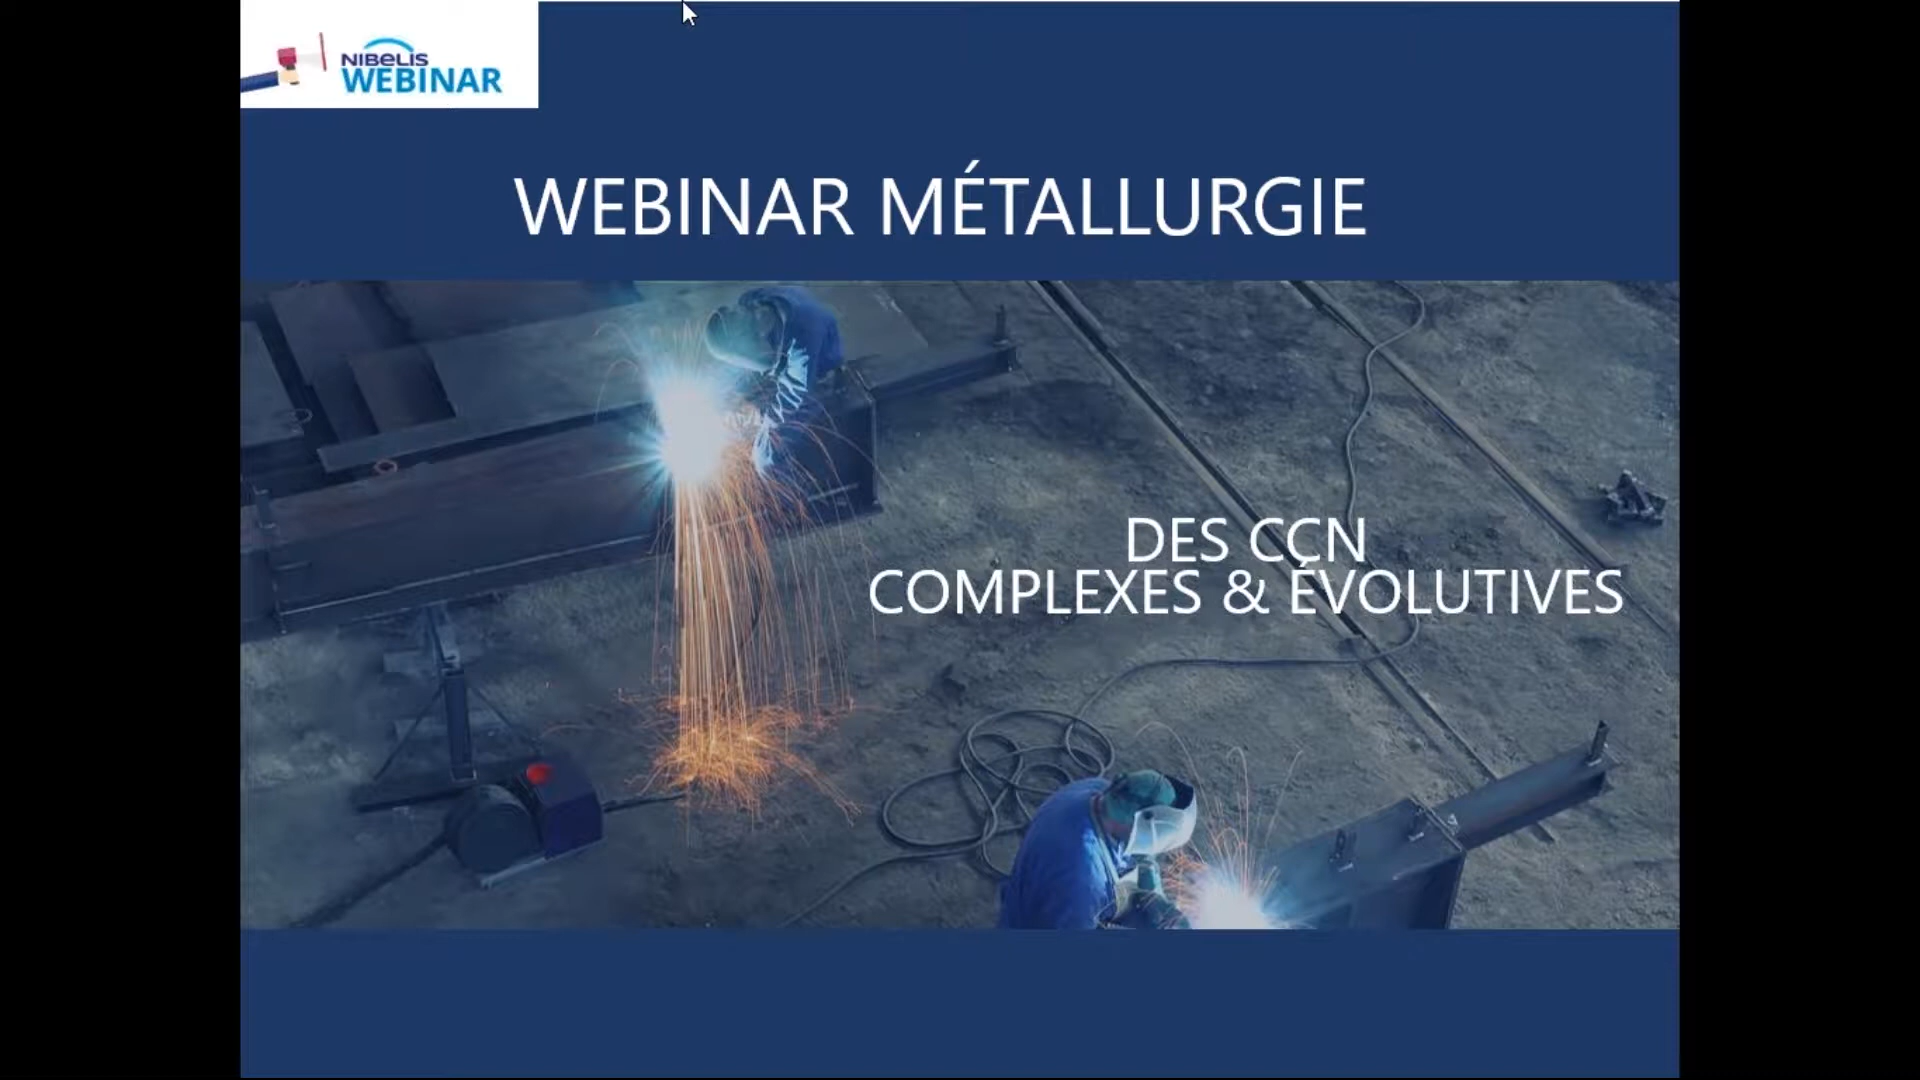 NIBELIS
WEBINAR
WEBINAR MÉTALLURGIE
DES CCN
COMPLEXES & ÉVOLUTIVES